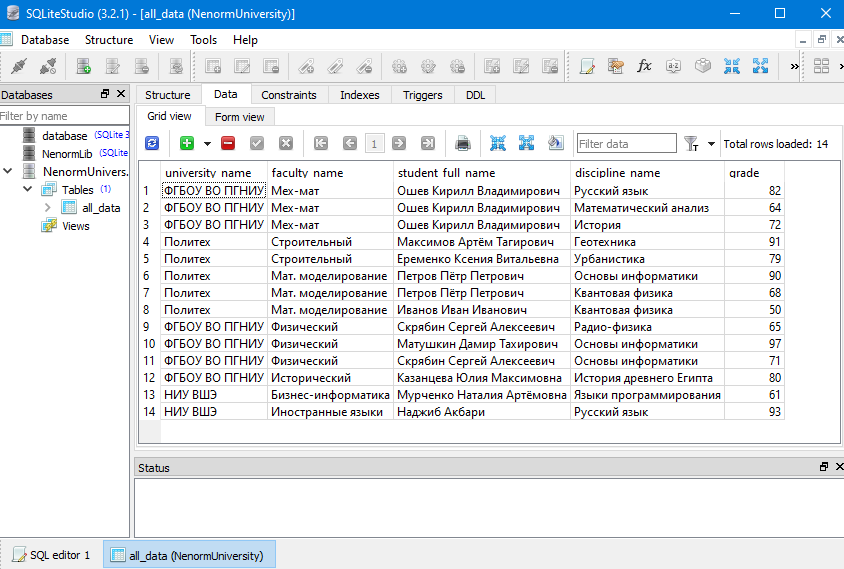 SQLiteStudio (3.2.1) - [all_data (NenormUniversity)]
Database Structure View Tools Help
Databases
Filter by name
database (SQLite 3
NenormLib (SQLite
NenormUnivers.
Tables (1)
all_data
Views
Structure Data Constraints Indexes Triggers DDL
Grid view Form view
1 Filter data Total rows loaded: 14
university_name faculty_name student_full_name discipline_name grade
1 ФГБОУ ВО ПГНИУ Мех-мат Ошев Кирилл Владимирович Русский язык 82
2 ФГБОУ ВО ПГНИУ Мех-мат Ошев Кирилл Владимирович Математический анализ 64
3 ФГБОУ ВО ПГНИУ Мех-мат Ошев Кирилл Владимирович История 72
4 Политех Строительный Максимов Артём Тагирович Геотехника 91
5 Политех Строительный Еременко Ксения Витальевна Урбанистика 79
6 Политех Мат. моделирование Петров Пётр Петрович Основы информатики 90
7 Политех Мат. моделирование Петров Пётр Петрович Квантовая физика 68
8 Политех Мат. моделирование Иванов Иван Иванович Квантовая физика 50
9 ФГБОУ ВО ПГНИУ Физический Скрябин Сергей Алексеевич Радио-физика 65
10 ФГБОУ ВО ПГНИУ Физический Матушкин Дамир Тахирович Основы информатики 97
11 ФГБОУ ВО ПГНИУ Физический Скрябин Сергей Алексеевич Основы информатики 71
12 ФГБОУ ВО ПГНИУ Исторический Казанцева Юлия Максимовна История древнего Египта 80
13 НИУ ВШЭ Бизнес-информатика Мурченко Наталия Артёмовна Языки программирования 61
14 НИУ ВШЭ Иностранные языки Наджиб Акбари Русский язык 93
Status
SQL editor 1 all_data (NenormUniversity)